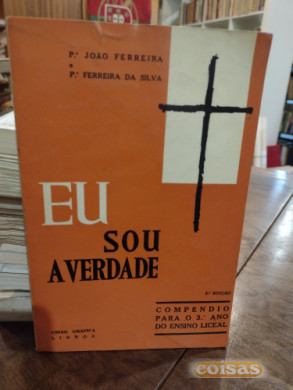 P.e JOÃO FERREIRA
e
P.e FERREIRA DA SILVA
EU
SOU
A VERDADE
COMPENDIO
PARA O 3.º ANO
DO ENSINO LICEAL
UNIÃO GRÁFICA
LISBOA
coisas